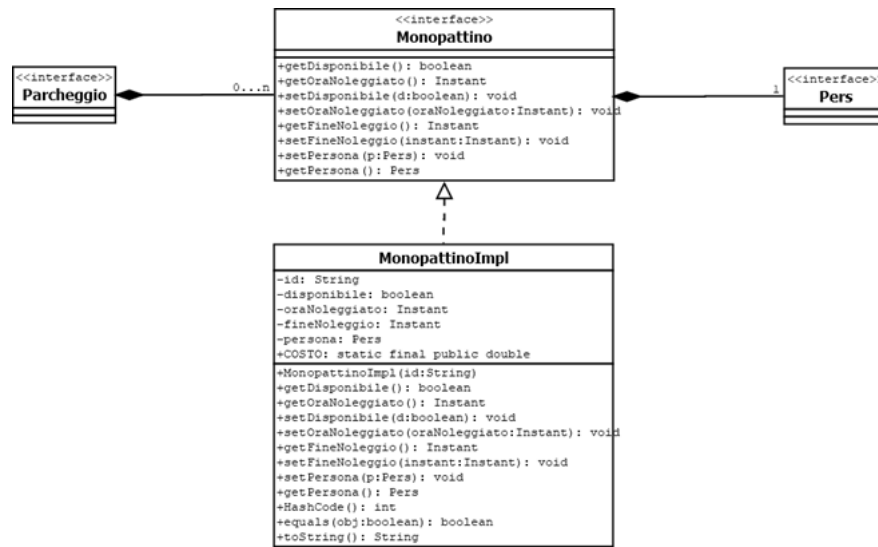 <<interface>>
Monopattino
+getDisponibile(): boolean
+getOraNoleggiato(): Instant
+setDisponibile(d:boolean): void
+setOraNoleggiato(oraNoleggiato:Instant): void
+getFineNoleggio(): Instant
+setFineNoleggio(instant:Instant): void
+setPersona(p:Pers): void
+getPersona(): Pers
<<interface>>
Parcheggio
0...n
1
<<interface>>
Pers
MonopattinoImpl
-id: String
-disponibile: boolean
-oraNoleggiato: Instant
-fineNoleggio: Instant
-persona: Pers
+COSTO: static final public double
+MonopattinoImpl(id:String)
+getDisponibile(): boolean
+getOraNoleggiato(): Instant
+setDisponibile(d:boolean): void
+setOraNoleggiato(oraNoleggiato:Instant): void
+getFineNoleggio(): Instant
+setFineNoleggio(instant:Instant): void
+setPersona(p:Pers): void
+getPersona(): Pers
+HashCode(): int
+equals(obj:boolean): boolean
+toString(): String